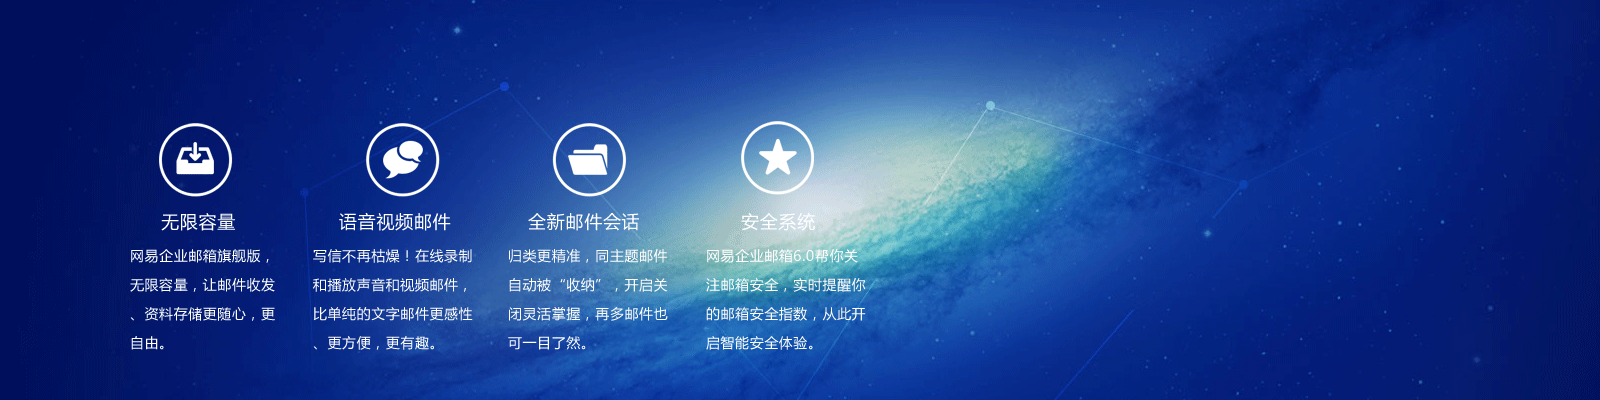 无限容量
网易企业邮箱旗舰版，
无限容量，让邮件收发
、资料存储更随心，更
自由。
语音视频邮件
写信不再枯燥！在线录制
和播放声音和视频邮件，
比单纯的文字邮件更感性
、更方便，更有趣。
全新邮件会话
归类更精准，同主题邮件
自动被“收纳”，开启关
闭灵活掌握，再多邮件也
可一目了然。
安全系统
网易企业邮箱6.0帮你关
注邮箱安全，实时提醒你
的邮箱安全指数，从此开
启智能安全体验。